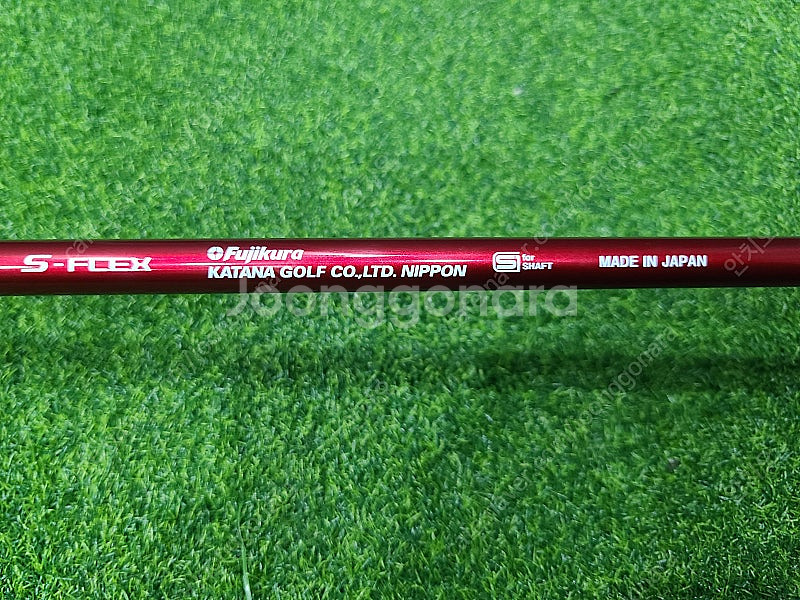 S-FLEX
Fujikura
KATANA GOLF CO.,LTD. NIPPON
S for SHAFT
MADE IN JAPAN
Joonggonara